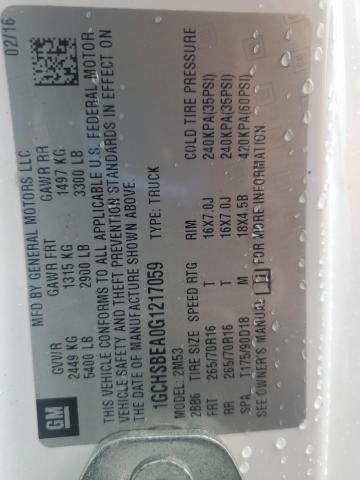 MFD BY GENERAL MOTORS LLC
02/16
GVWR GAWR FRT GAWR RR
2449 KG 1315 KG 1497 KG
5400 LB 2900 LB 3300 LB
THIS VEHICLE CONFORMS TO ALL APPLICABLE U.S. FEDERAL MOTOR
VEHICLE SAFETY AND THEFT PREVENTION STANDARDS IN EFFECT ON
THE DATE OF MANUFACTURE SHOWN ABOVE.
1GCHSBEA0G1217059 TYPE: TRUCK
GM
2M53
2BB6 TIRE SIZE SPEED RTG RIM COLD TIRE PRESSURE
FRT 265/70R16 T 16X7.0J 240KPA(35PSI)
RR 265/70R16 T 16X7.0J 240KPA(35PSI)
SPA T175/90D18 M 18X4.5B 420KPA(60PSI)
SEE OWNER'S MANUAL FOR MORE INFORMATION